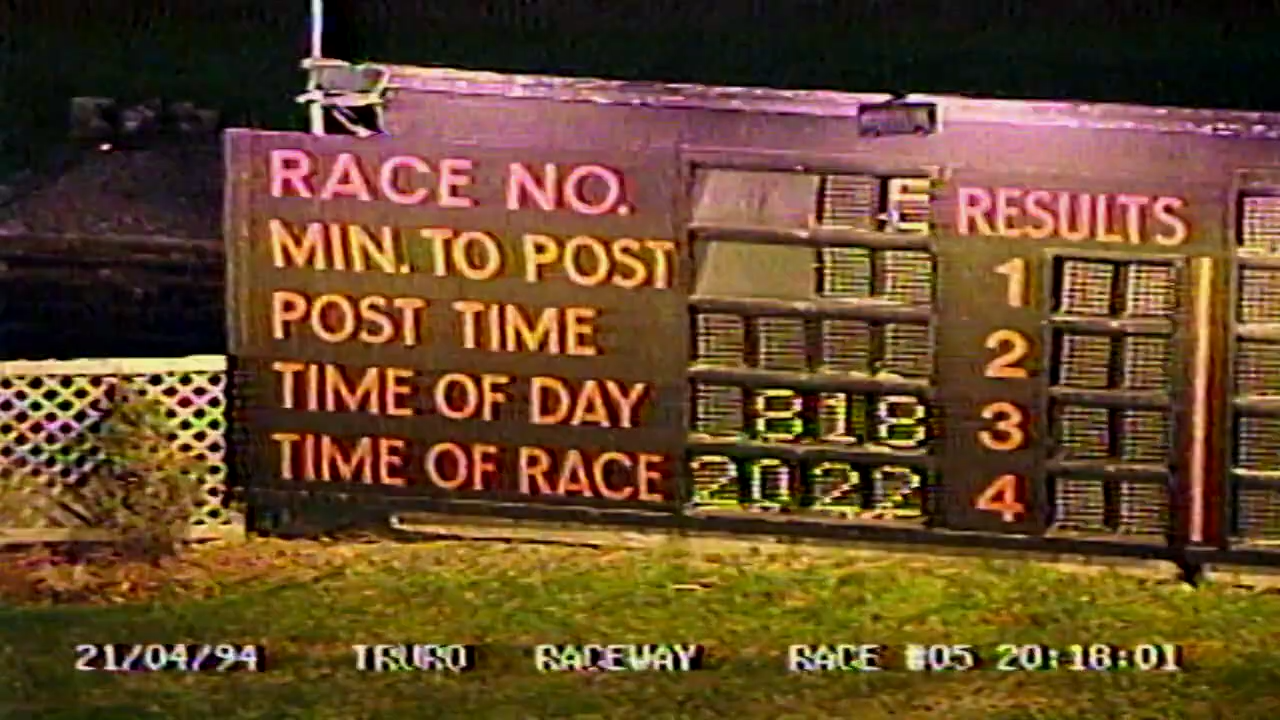 RACE NO. 5
MIN. TO POST
POST TIME
TIME OF DAY 818
TIME OF RACE 2022
RESULTS
1
2
3
4
21/04/94 TRURO RACEWAY RACE #05 20:18:01